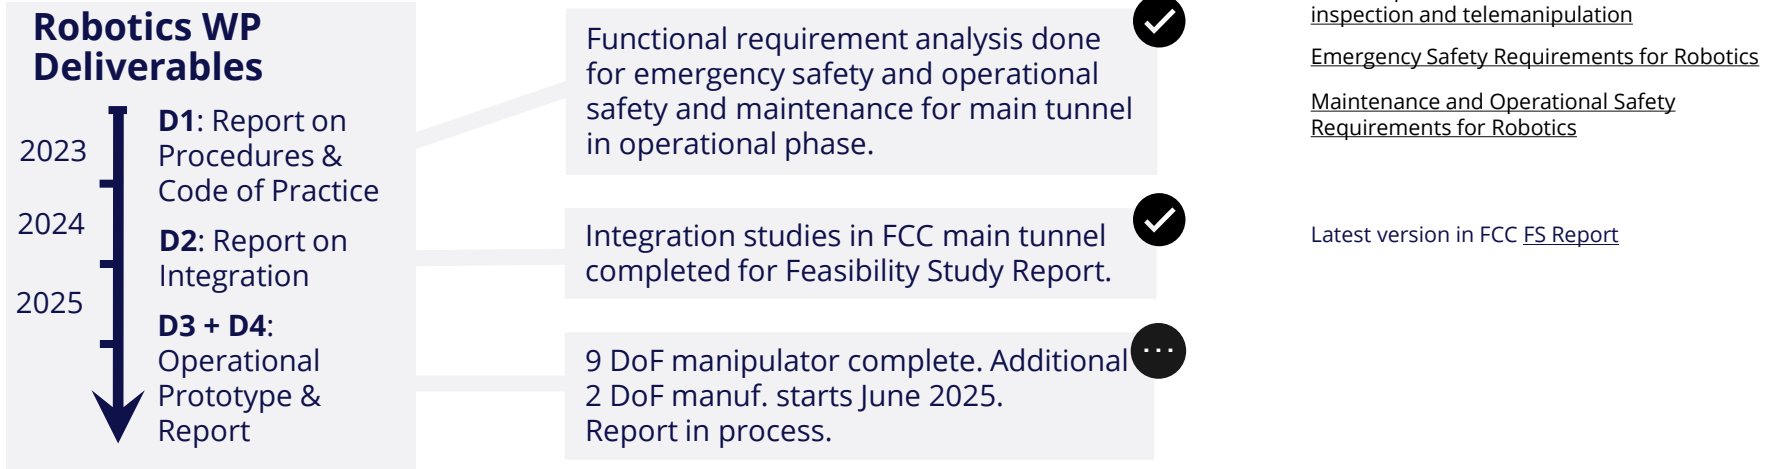 Robotics WP
Deliverables
2023
2024
2025
D1: Report on
Procedures &
Code of Practice
D2: Report on
Integration
D3 + D4:
Operational
Prototype &
Report
Functional requirement analysis done
for emergency safety and operational
safety and maintenance for main tunnel
in operational phase.
Integration studies in FCC main tunnel
completed for Feasibility Study Report.
9 DoF manipulator complete. Additional
2 DoF manuf. starts June 2025.
Report in process.
inspection and telemanipulation
Emergency Safety Requirements for Robotics
Maintenance and Operational Safety
Requirements for Robotics
Latest version in FCC FS Report